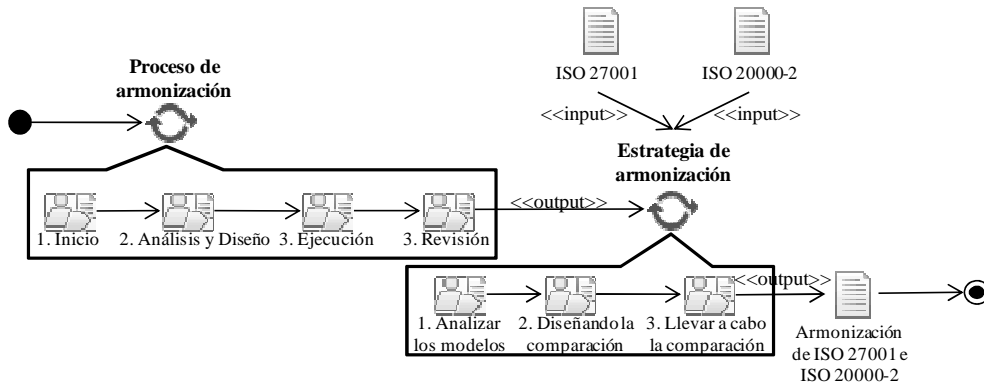 ISO 27001
ISO 20000-2
<<input>>
<<input>>
Proceso de
armonización
Estrategia de
armonización
1. Inicio
2. Análisis y Diseño
3. Ejecución
3. Revisión
<<output>>
1. Analizar
los modelos
2. Diseñando la
comparación
3. Llevar a cabo
la comparación
<<output>>
Armonización
de ISO 27001 e
ISO 20000-2